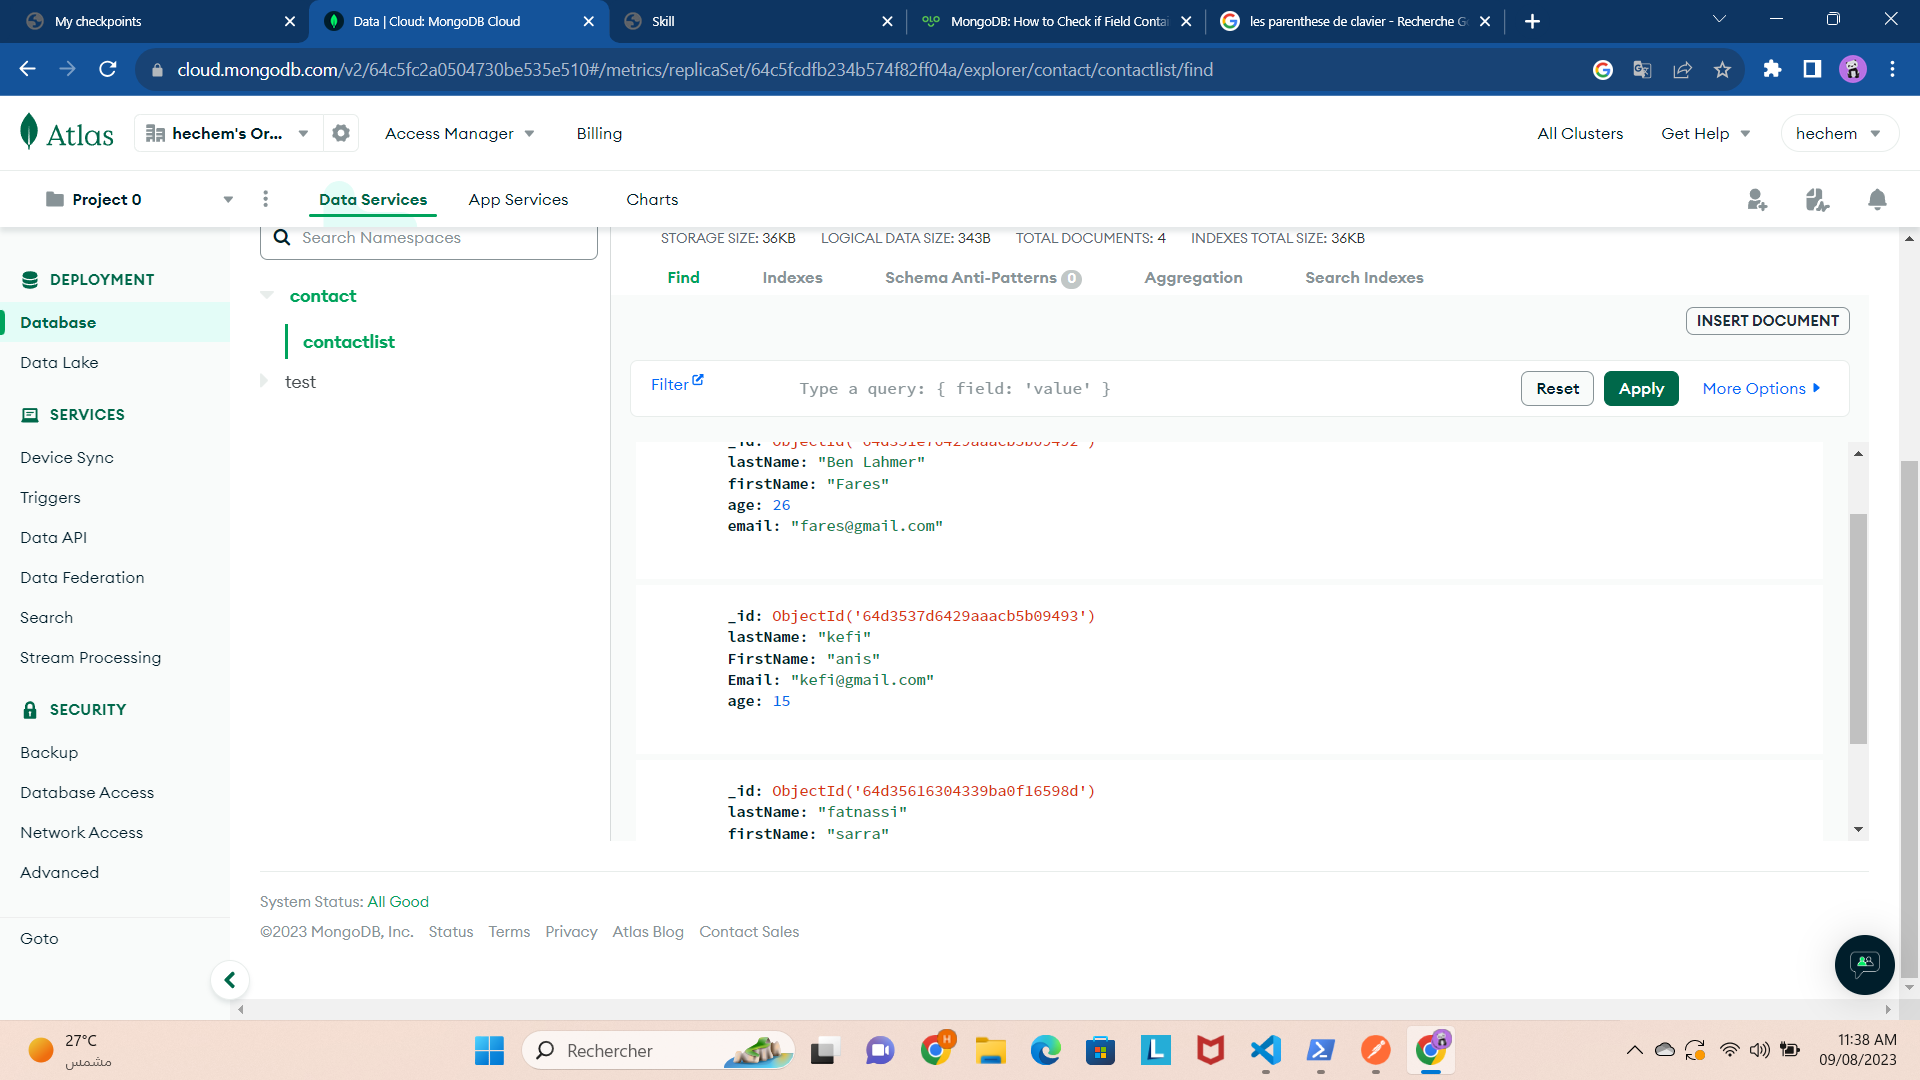 My checkpoints
Data | Cloud: MongoDB Cloud
Skill
MongoDB: How to Check if Field Contai
les parenthese de clavier - Recherche G
cloud.mongodb.com/v2/64c5fc2a0504730be535e510#/metrics/replicaSet/64c5fcdfb234b574f82ff04a/explorer/contact/contactlist/find
Atlas
hechem's Or...
Access Manager
Billing
All Clusters
Get Help
hechem
Project 0
Data Services
App Services
Charts
DEPLOYMENT
Database
Data Lake
SERVICES
Device Sync
Triggers
Data API
Data Federation
Search
Stream Processing
SECURITY
Backup
Database Access
Network Access
Advanced
Goto
Search Namespaces
contact
contactlist
test
STORAGE SIZE: 36KB LOGICAL DATA SIZE: 343B TOTAL DOCUMENTS: 4 INDEXES TOTAL SIZE: 36KB
Find
Indexes
Schema Anti-Patterns 0
Aggregation
Search Indexes
INSERT DOCUMENT
Filter
Type a query: { field: 'value' }
Reset
Apply
More Options
lastName: "Ben Lahmer"
firstName: "Fares"
age: 26
email: "fares@gmail.com"
_id: ObjectId('64d3537d6429aaacb5b09493')
lastName: "kefi"
FirstName: "anis"
Email: "kefi@gmail.com"
age: 15
_id: ObjectId('64d35616304339ba0f16598d')
lastName: "fatnassi"
firstName: "sarra"
System Status: All Good
©2023 MongoDB, Inc. Status Terms Privacy Atlas Blog Contact Sales
27°C
مشمس
Rechercher
11:38 AM
09/08/2023